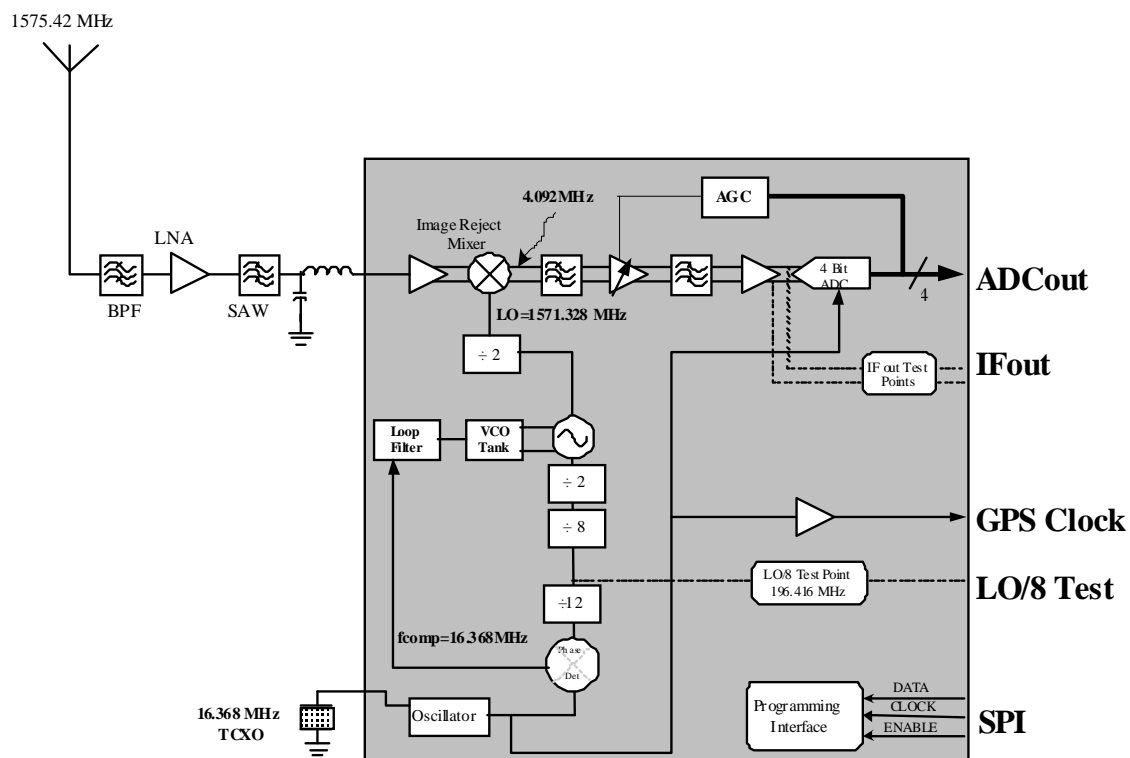 1575.42 MHz
BPF
LNA
SAW
Image Reject
Mixer
4.092MHz
AGC
4 Bit
ADC
4
ADCout
LO=1571.328 MHz
÷ 2
IF out Test
Points
IFout
Loop
Filter
VCO
Tank
÷ 2
÷ 8
GPS Clock
LO/8 Test Point
196.416 MHz
LO/8 Test
÷12
fcomp=16.368MHz
Phase
Det
16.368 MHz
TCXO
Oscillator
Programming
Interface
DATA
CLOCK
ENABLE
SPI